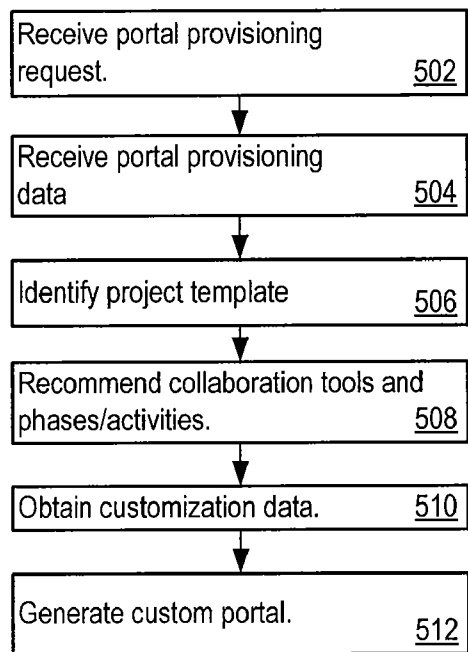 Receive portal provisioning
request. 502
Receive portal provisioning
data 504
Identify project template 506
Recommend collaboration tools and
phases/activities. 508
Obtain customization data. 510
Generate custom portal. 512